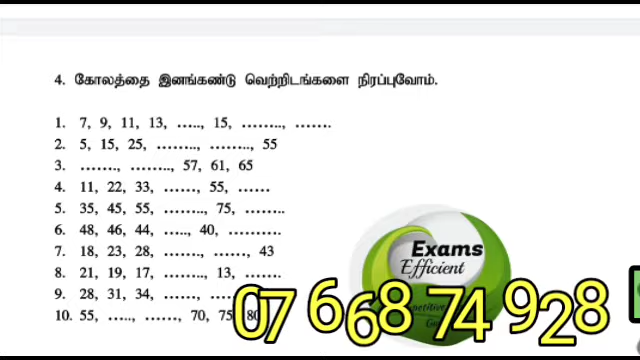 4. கோலத்தை இனங்கண்டு வெற்றிடங்களை நிரப்புவோம்.
1. 7, 9, 11, 13, ....., 15, ........, .......
2. 5, 15, 25, ........, ........, 55
3. ......., ........, 57, 61, 65
4. 11, 22, 33, ......, 55, ......
5. 35, 45, 55, ........, 75, ........
6. 48, 46, 44, ....., 40, ..........
7. 18, 23, 28, ........, ......, 43
8. 21, 19, 17, ........, 13, .......
9. 28, 31, 34, ......,
10. 55, ....., ......, 70, 75, 80
Exams
Efficient
07 668 74 928